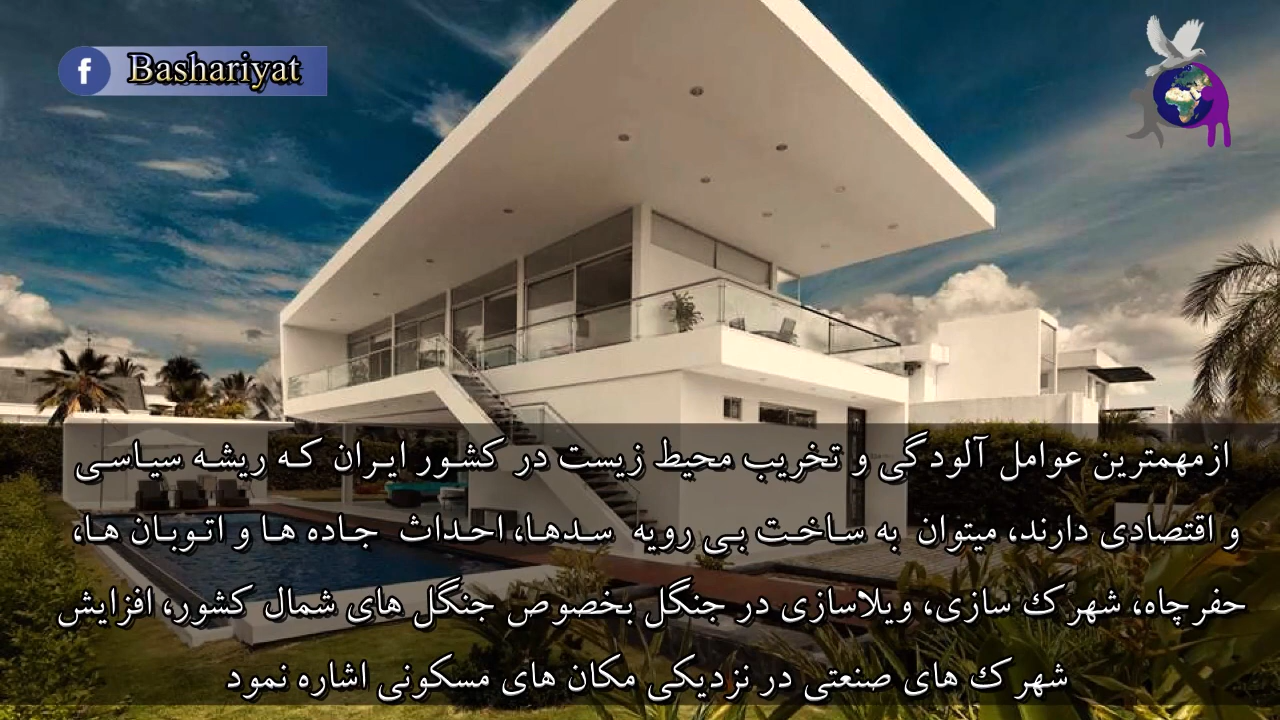 Bashariyat
ازمهمترین عوامل آلودگی و تخریب محیط زیست در کشور ایران که ریشه سیاسی
و اقتصادی دارند، میتوان به ساخت بی رویه سدها، احداث جاده ها و اتوبان ها،
حفرچاه، شهرک سازی، ویلاسازی در جنگل بخصوص جنگل های شمال کشور، افزایش
شهرک های صنعتی در نزدیکی مکان های مسکونی اشاره نمود